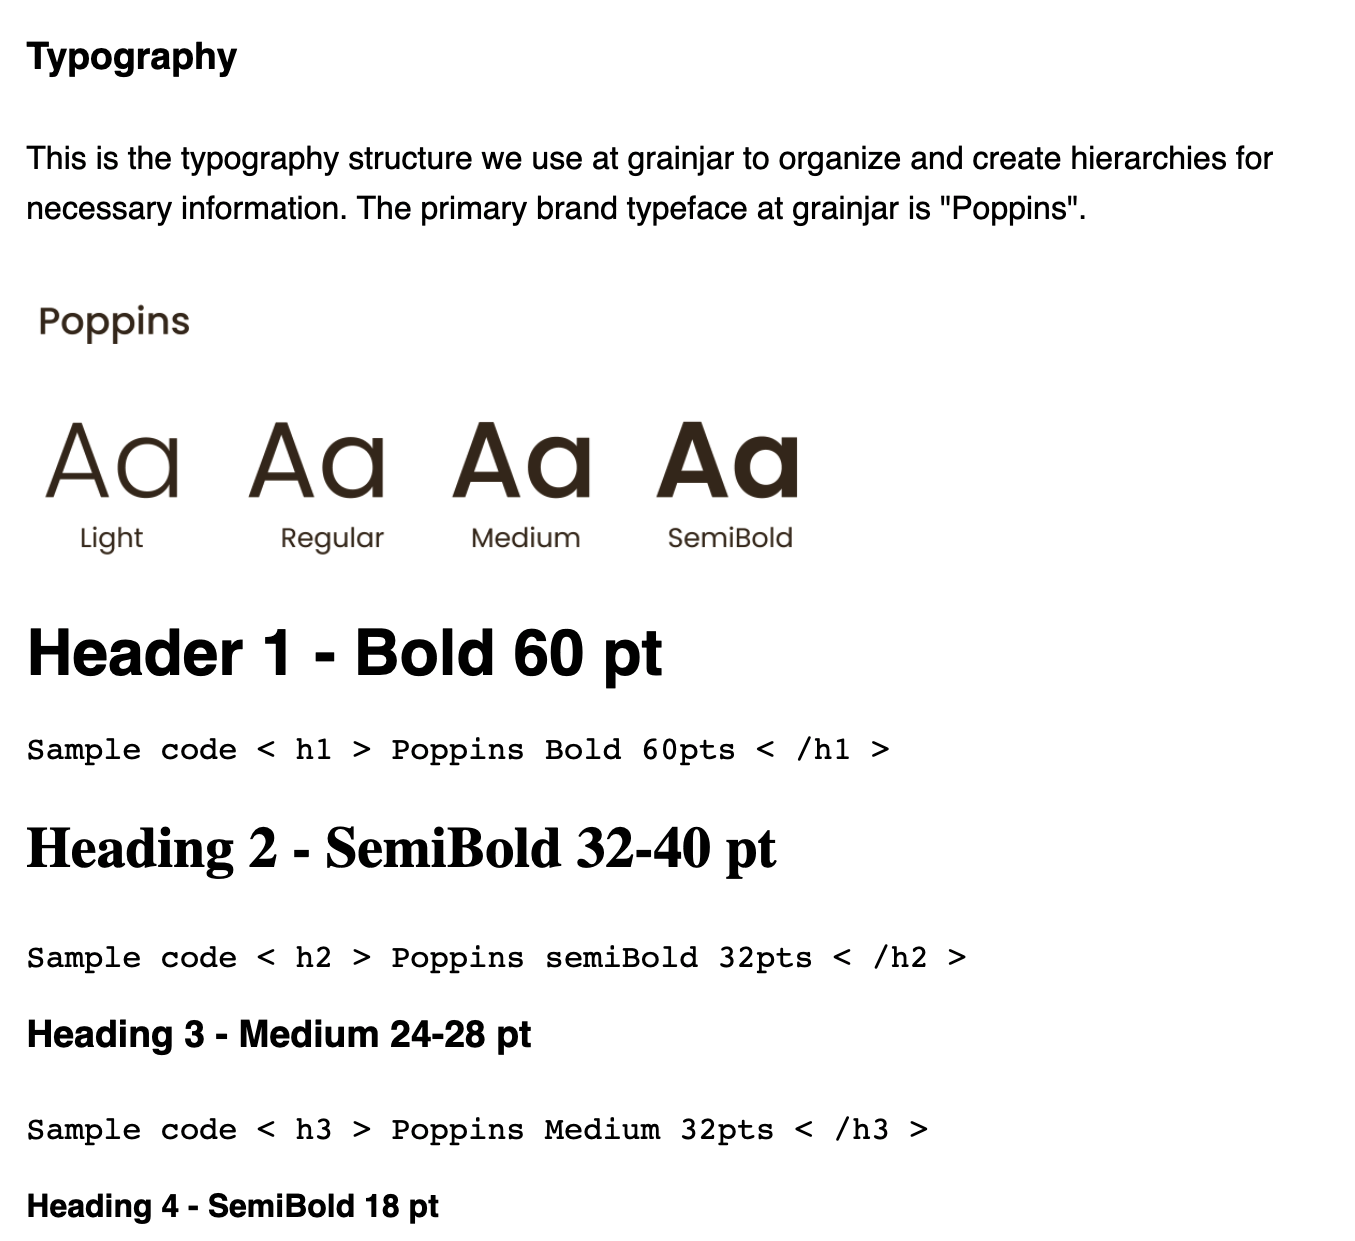 Typography
This is the typography structure we use at grainjar to organize and create hierarchies for
necessary information. The primary brand typeface at grainjar is "Poppins".
Poppins
Aa Aa Aa Aa
Light Regular Medium SemiBold
Header 1 - Bold 60 pt
Sample code < h1 > Poppins Bold 60pts < /h1 >
Heading 2 - SemiBold 32-40 pt
Sample code < h2 > Poppins semiBold 32pts < /h2 >
Heading 3 - Medium 24-28 pt
Sample code < h3 > Poppins Medium 32pts < /h3 >
Heading 4 - SemiBold 18 pt